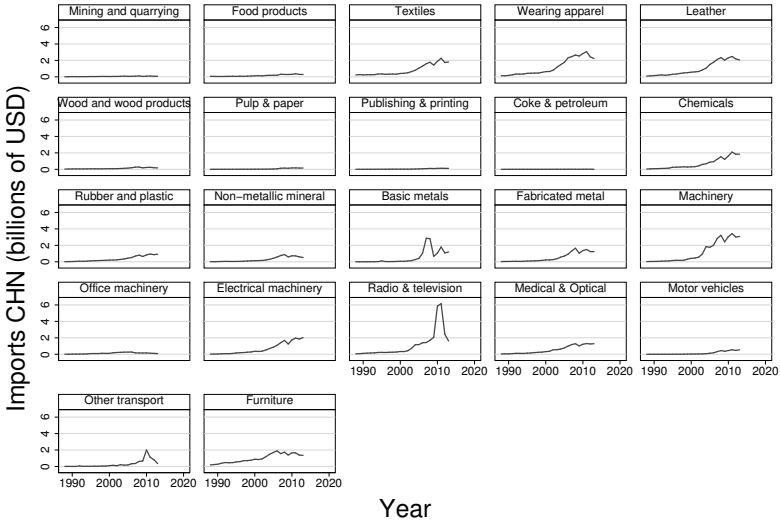 Mining and quarrying Food products Textiles Wearing apparel Leather
6
4
2
0
Wood and wood products Pulp & paper Publishing & printing Coke & petroleum Chemicals
6
4
2
0
Rubber and plastic Non−metallic mineral Basic metals Fabricated metal Machinery
6
4
2
0
Office machinery Electrical machinery Radio & television Medical & Optical Motor vehicles
6
4
2
0
1990 2000 2010 2020 1990 2000 2010 2020 1990 2000 2010 2020
Other transport Furniture
6
4
2
0
1990 2000 2010 2020 1990 2000 2010 2020
Imports CHN (billions of USD)
Year